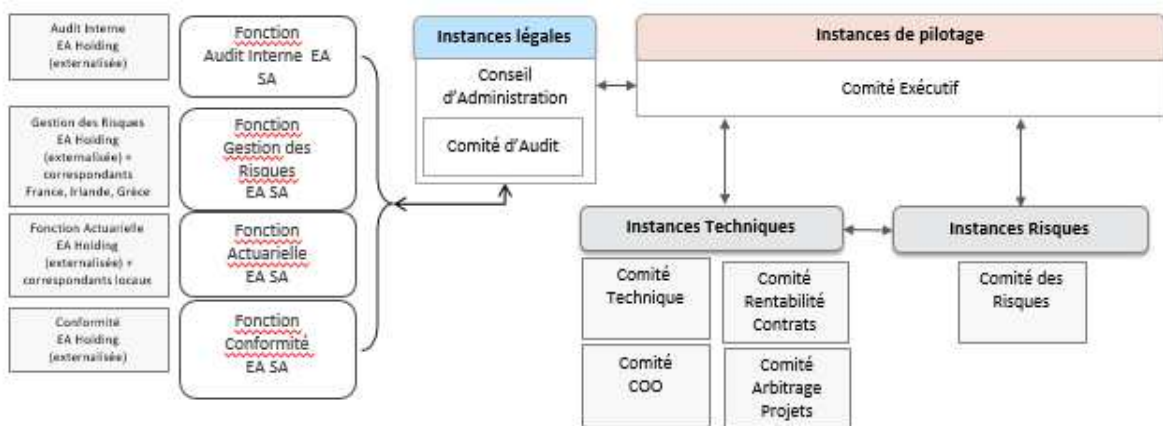 Audit Interne
EA Holding
(externalisée)
Fonction
Audit Interne EA
SA
Gestion des Risques
EA Holding
(externalisée) +
correspondants
France, Irlande, Grèce
Fonction
Gestion des
Risques
EA SA
Fonction Actuarielle
EA Holding
(externalisée) +
correspondants locaux
Fonction
Actuarielle
EA SA
Conformité
EA Holding
(externalisée)
Fonction
Conformité
EA SA
Instances légales
Conseil
d'Administration
Comité d'Audit
Instances de pilotage
Comité Exécutif
Instances Techniques
Comité
Technique
Comité
Rentabilité
Contrats
Comité
COO
Comité
Arbitrage
Projets
Instances Risques
Comité des
Risques